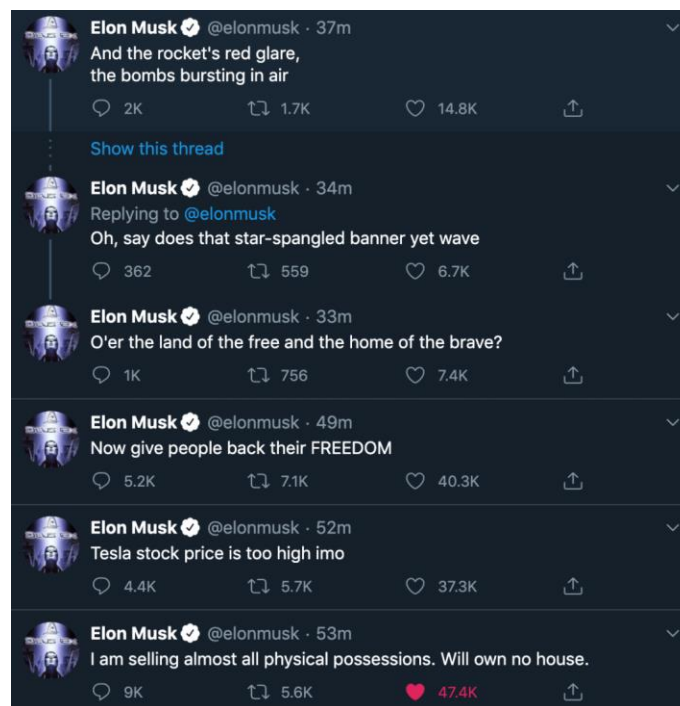 Elon Musk @elonmusk · 37m
And the rocket's red glare,
the bombs bursting in air
2K 1.7K 14.8K
Show this thread
Elon Musk @elonmusk · 34m
Replying to @elonmusk
Oh, say does that star-spangled banner yet wave
362 559 6.7K
Elon Musk @elonmusk · 33m
O'er the land of the free and the home of the brave?
1K 756 7.4K
Elon Musk @elonmusk · 49m
Now give people back their FREEDOM
5.2K 7.1K 40.3K
Elon Musk @elonmusk · 52m
Tesla stock price is too high imo
4.4K 5.7K 37.3K
Elon Musk @elonmusk · 53m
I am selling almost all physical possessions. Will own no house.
9K 5.6K 47.4K